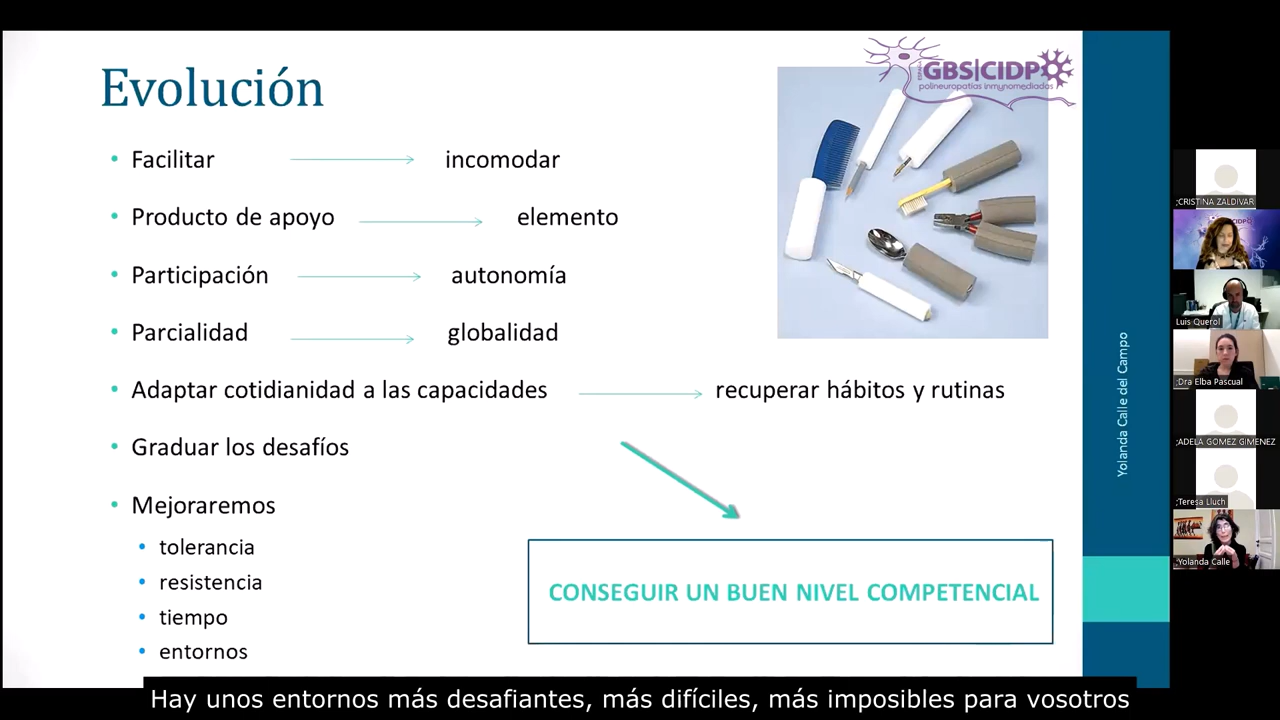 Evolución
ESPAÑA
GBS|CIDP
polineuropatías inmunomediadas
• Facilitar → incomodar
• Producto de apoyo → elemento
• Participación → autonomía
• Parcialidad → globalidad
• Adaptar cotidianidad a las capacidades → recuperar hábitos y rutinas
• Graduar los desafíos
• Mejoraremos
• tolerancia
• resistencia
• tiempo
• entornos
CONSEGUIR UN BUEN NIVEL COMPETENCIAL
Yolanda Calle del Campo
;CRISTINA ZALDIVAR
Luis Querol
;Dra Elba Pascual
;ADELA GOMEZ GIMENEZ
;Teresa Lluch
;Yolanda Calle
Hay unos entornos más desafiantes, más difíciles, más imposibles para vosotros